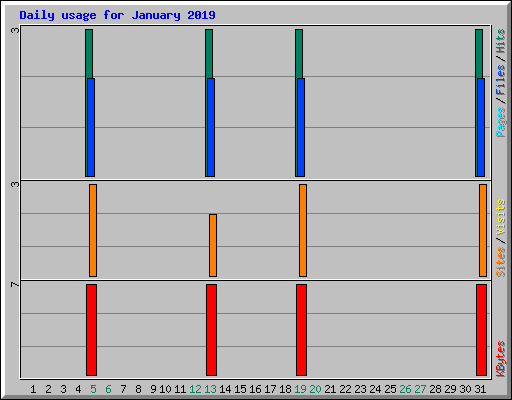 Daily usage for January 2019
3
Pages / Files / Hits
3
Sites / Visits
7
KBytes
1 2 3 4 5 6 7 8 9 10 11 12 13 14 15 16 17 18 19 20 21 22 23 24 25 26 27 28 29 30 31